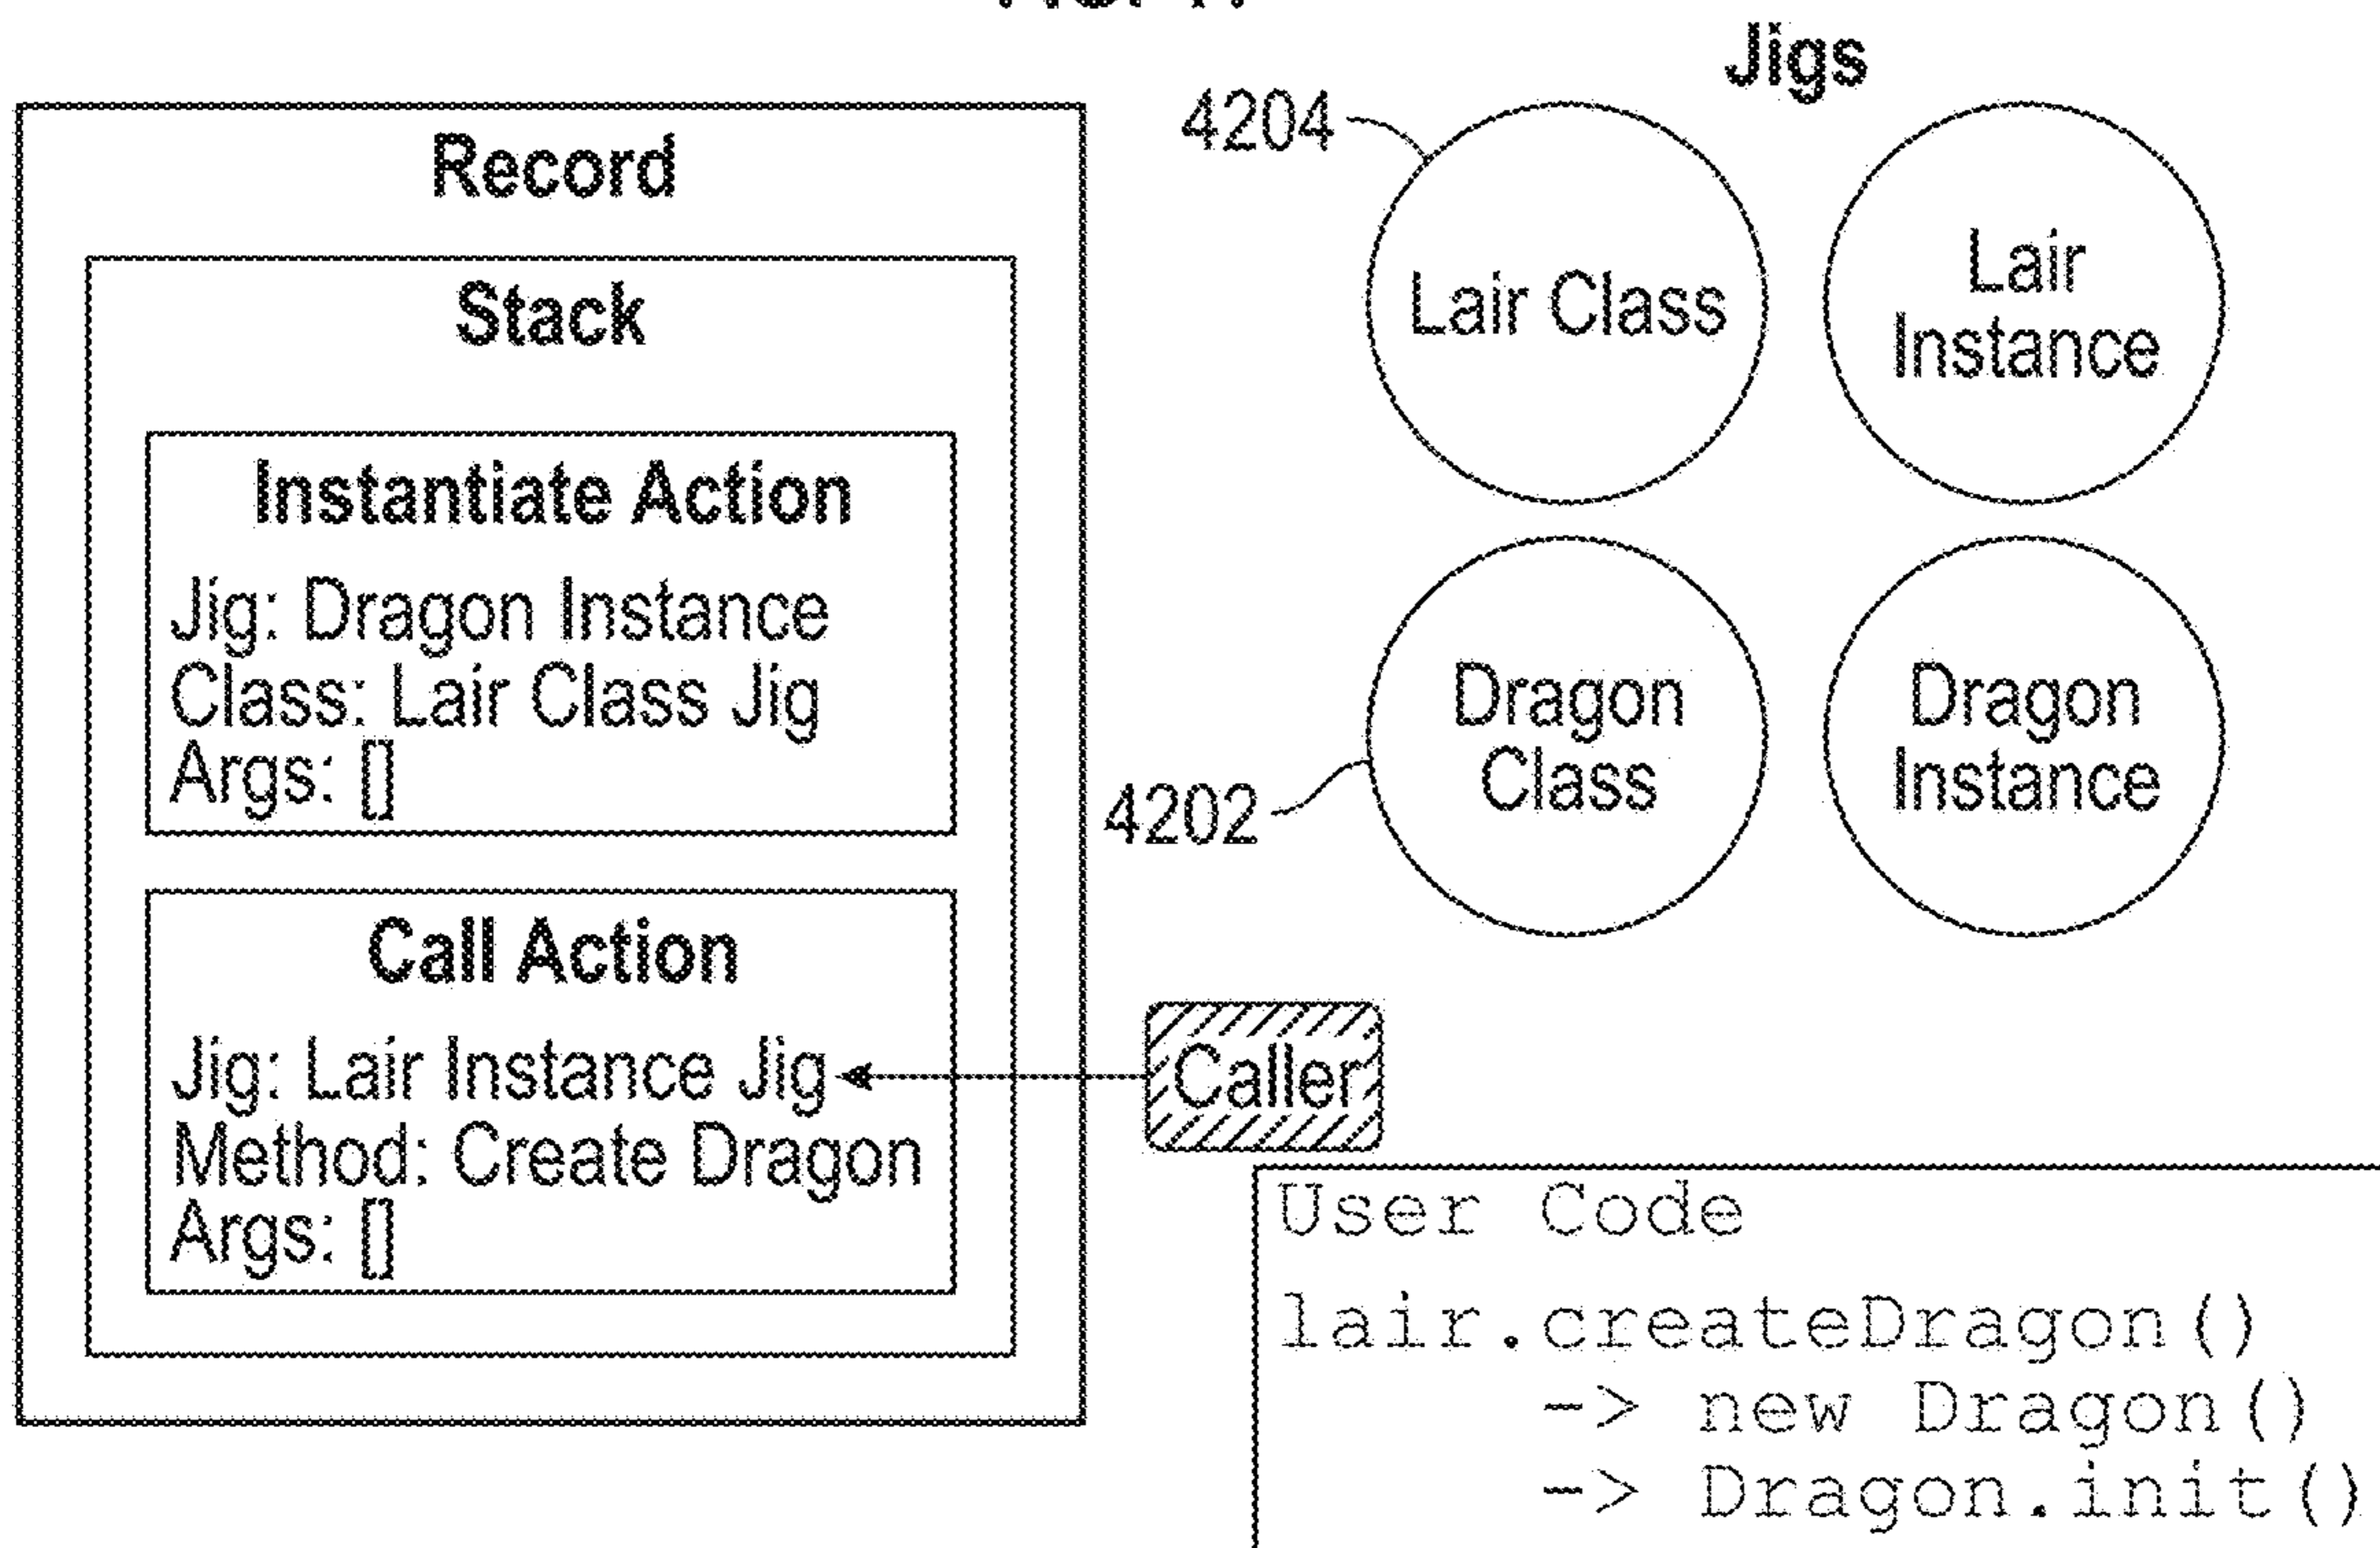 Record
Stack
Instantiate Action
Jig: Dragon Instance
Class: Lair Class Jig
Args: []
Call Action
Jig: Lair Instance Jig
Method: Create Dragon
Args: []
Jigs
4204
Lair Class
Lair
Instance
4202
Dragon
Class
Dragon
Instance
Caller
User Code
lair.createDragon()
-> new Dragon()
-> Dragon.init()